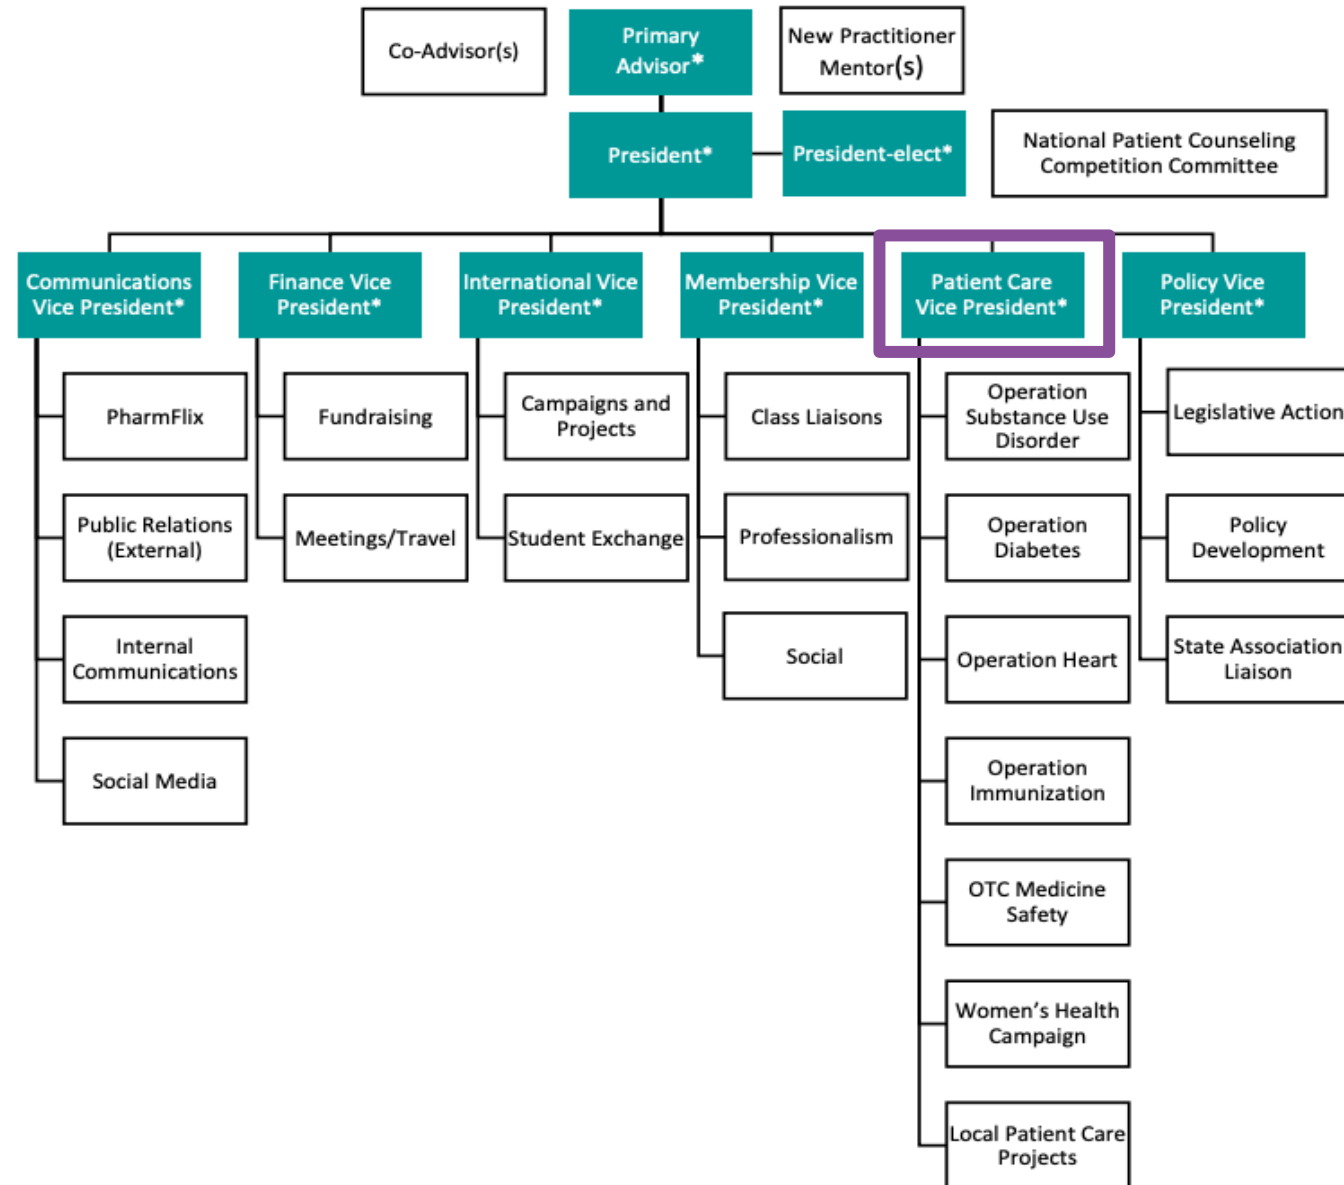 Co-Advisor(s)
Primary
Advisor*
New Practitioner
Mentor(s)
President*
President-elect*
National Patient Counseling
Competition Committee
Communications
Vice President*
Finance Vice
President*
International Vice
President*
Membership Vice
President*
Patient Care
Vice President*
Policy Vice
President*
PharmFlix
Public Relations
(External)
Internal
Communications
Social Media
Fundraising
Meetings/Travel
Campaigns and
Projects
Student Exchange
Class Liaisons
Professionalism
Social
Operation
Substance Use
Disorder
Operation
Diabetes
Operation Heart
Operation
Immunization
OTC Medicine
Safety
Women’s Health
Campaign
Local Patient Care
Projects
Legislative Action
Policy
Development
State Association
Liaison